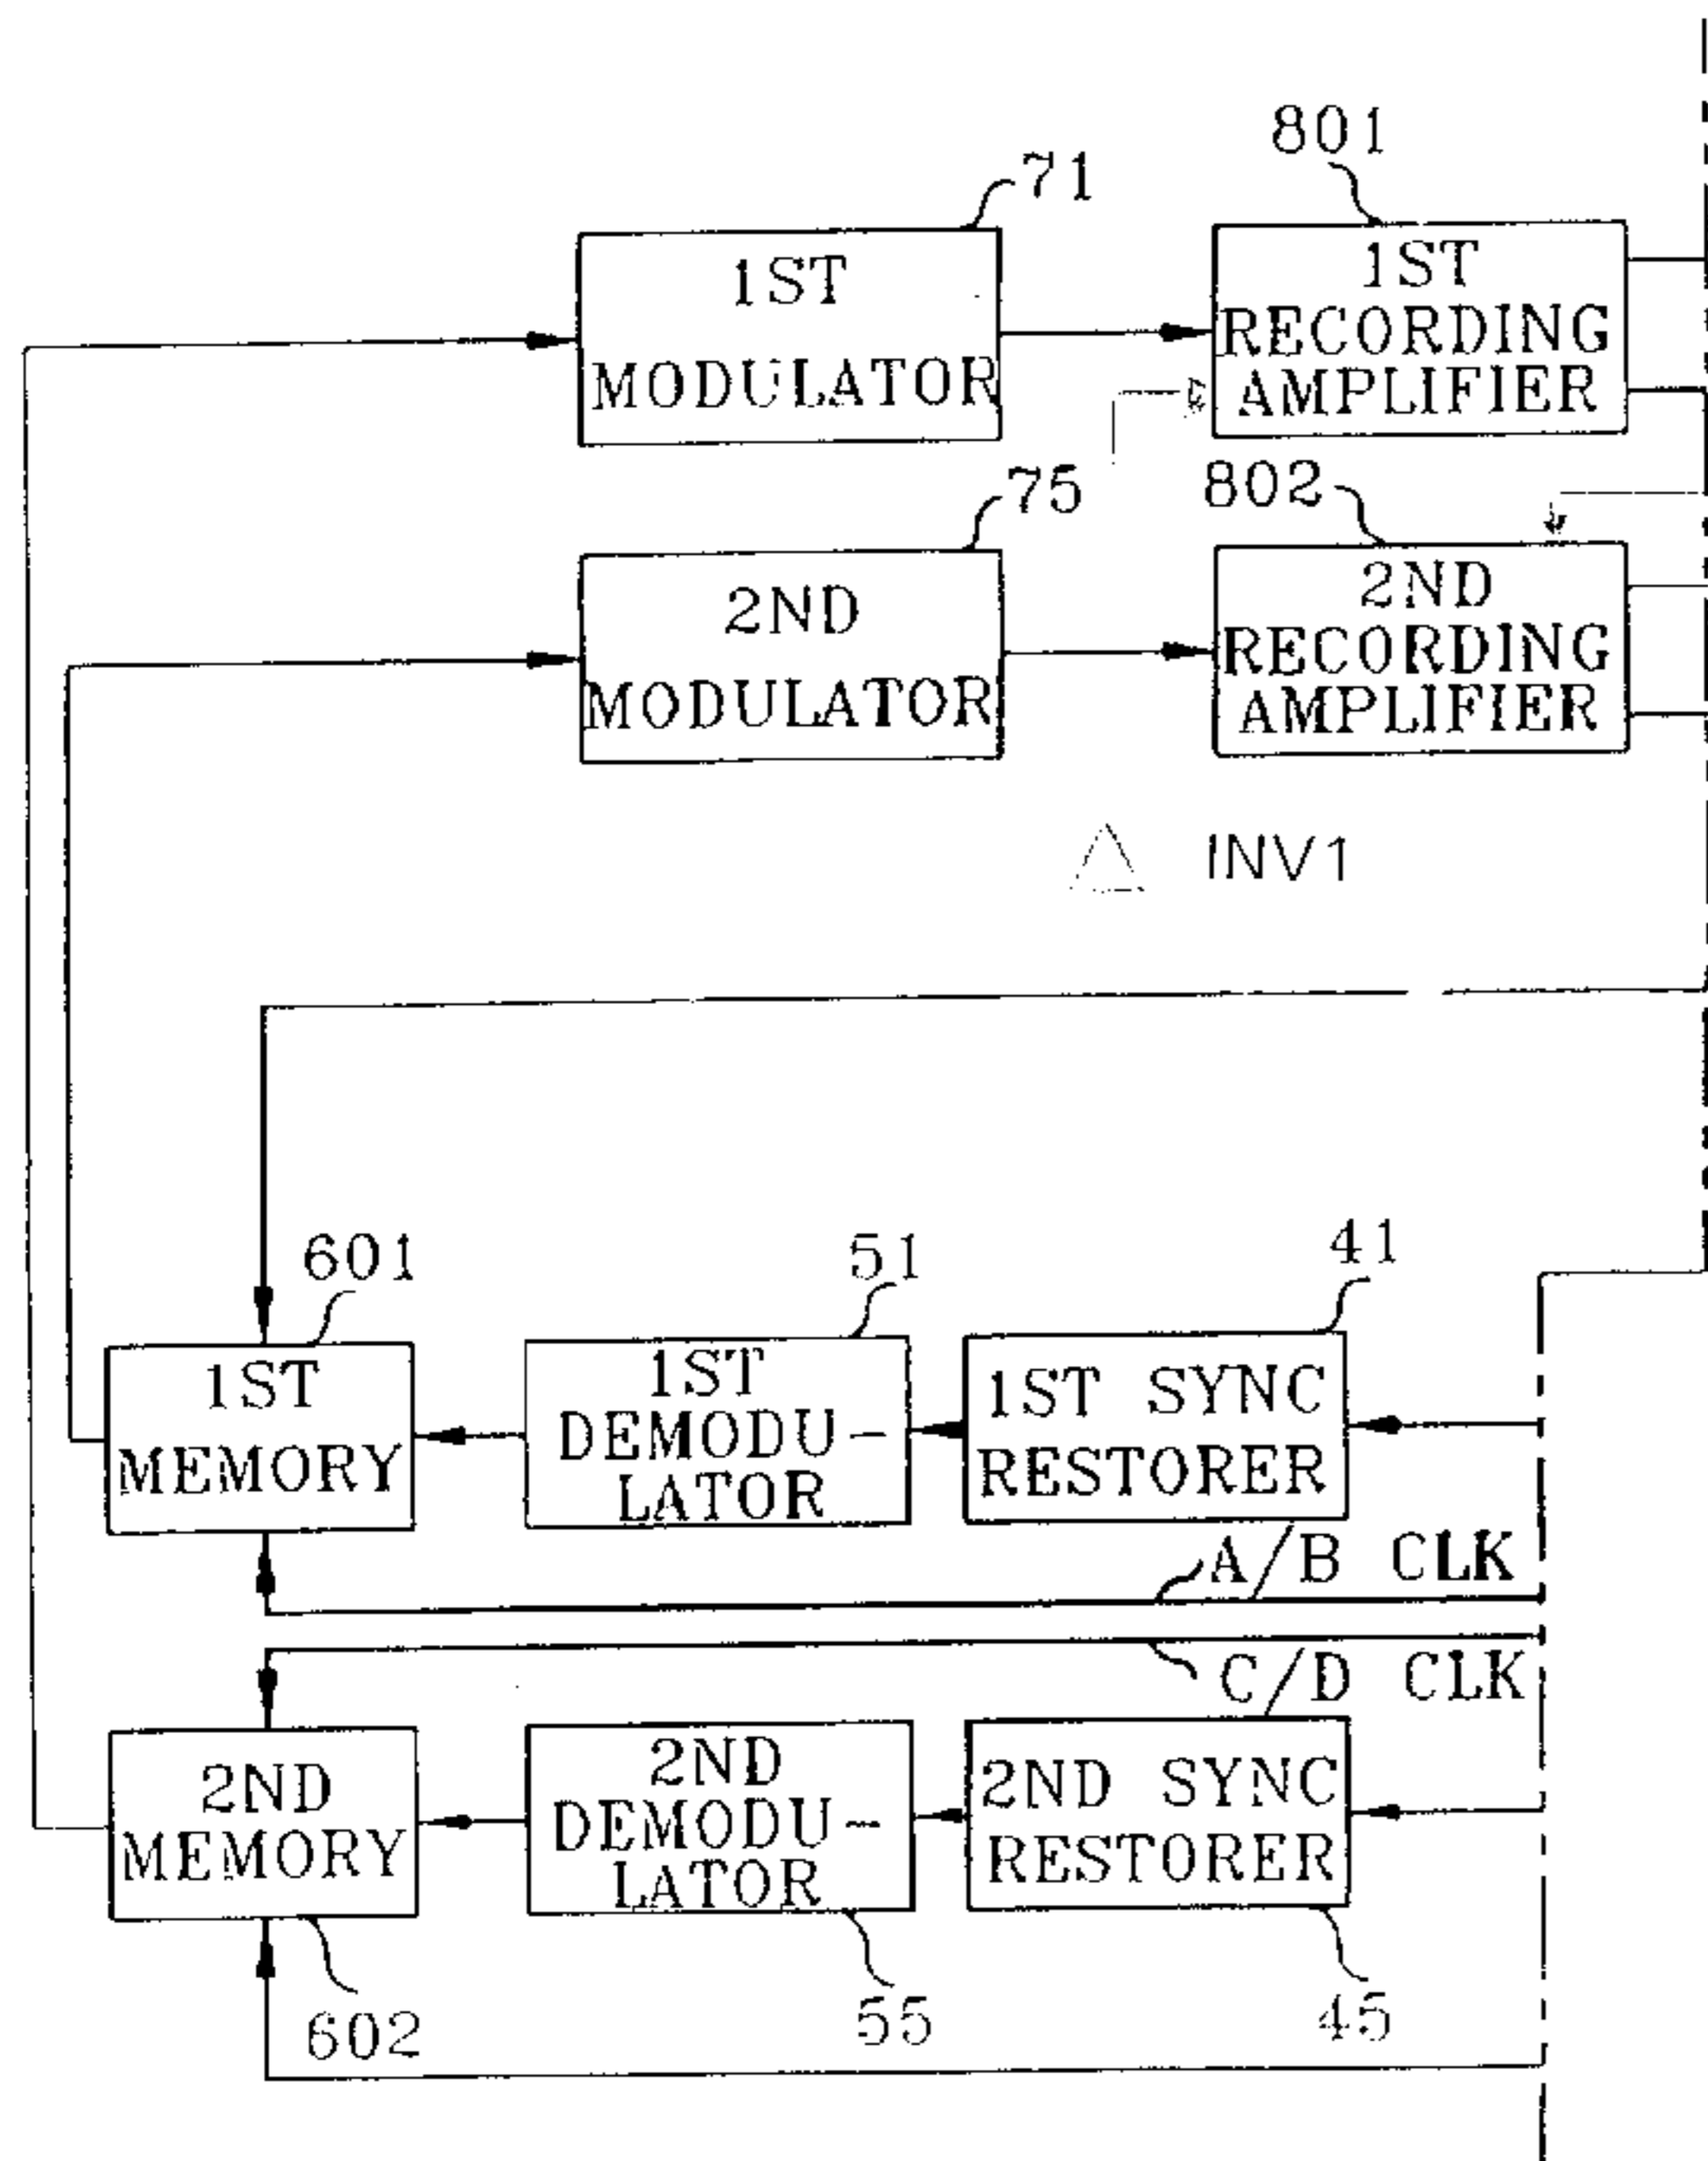 801
71
1ST
MODULATOR
1ST
RECORDING
AMPLIFIER
75
802
2ND
MODULATOR
2ND
RECORDING
AMPLIFIER
INV1
601
51
41
1ST
MEMORY
1ST
DEMODU-
LATOR
1ST SYNC
RESTORER
A/B CLK
C/D CLK
2ND
MEMORY
2ND
DEMODU-
LATOR
2ND SYNC
RESTORER
602
55
45